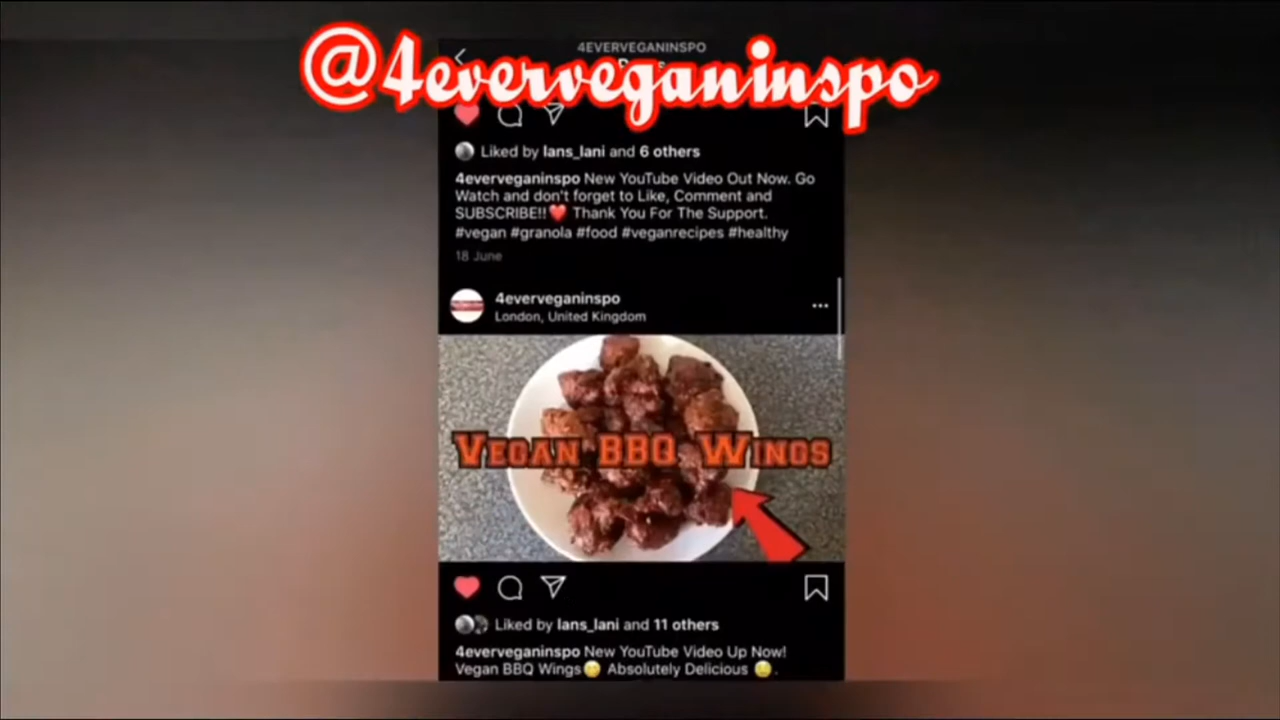 4EVERVEGANINSPO
@4everveganinspo
Liked by lans_lani and 6 others
4everveganinspo New YouTube Video Out Now. Go
Watch and don't forget to Like, Comment and
SUBSCRIBE!!❤️ Thank You For The Support.
#vegan #granola #food #veganrecipes #healthy
18 June
4everveganinspo
London, United Kingdom
VEGAN BBQ WINGS
Liked by lans_lani and 11 others
4everveganinspo New YouTube Video Up Now!
Vegan BBQ Wings Absolutely Delicious .